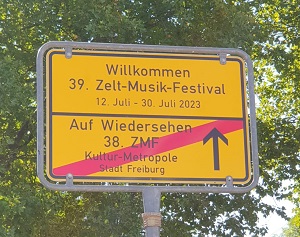 Willkommen
39. Zelt-Musik-Festival
12. Juli - 30. Juli 2023
Auf Wiedersehen
38. ZMF
Kultur-Metropole
Stadt Freiburg